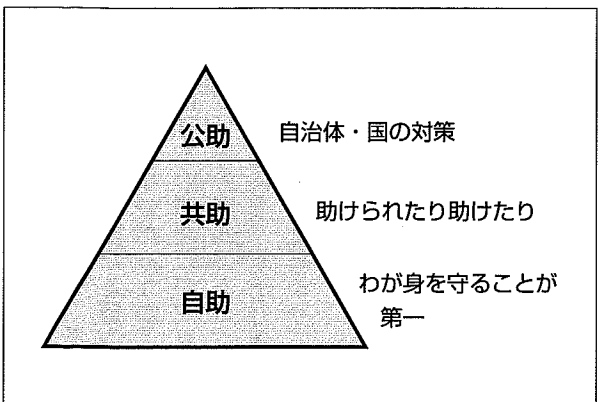 公助
自治体・国の対策
共助
助けられたり助けたり
自助
わが身を守ることが
第一